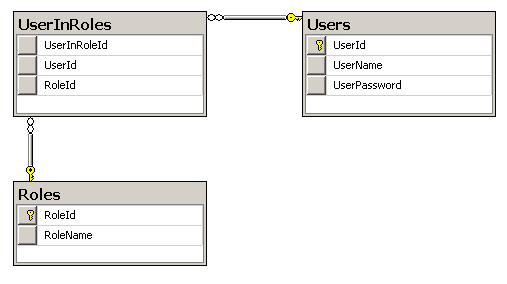 UserInRoles
UserInRoleId
UserId
RoleId
Users
UserId
UserName
UserPassword
Roles
RoleId
RoleName